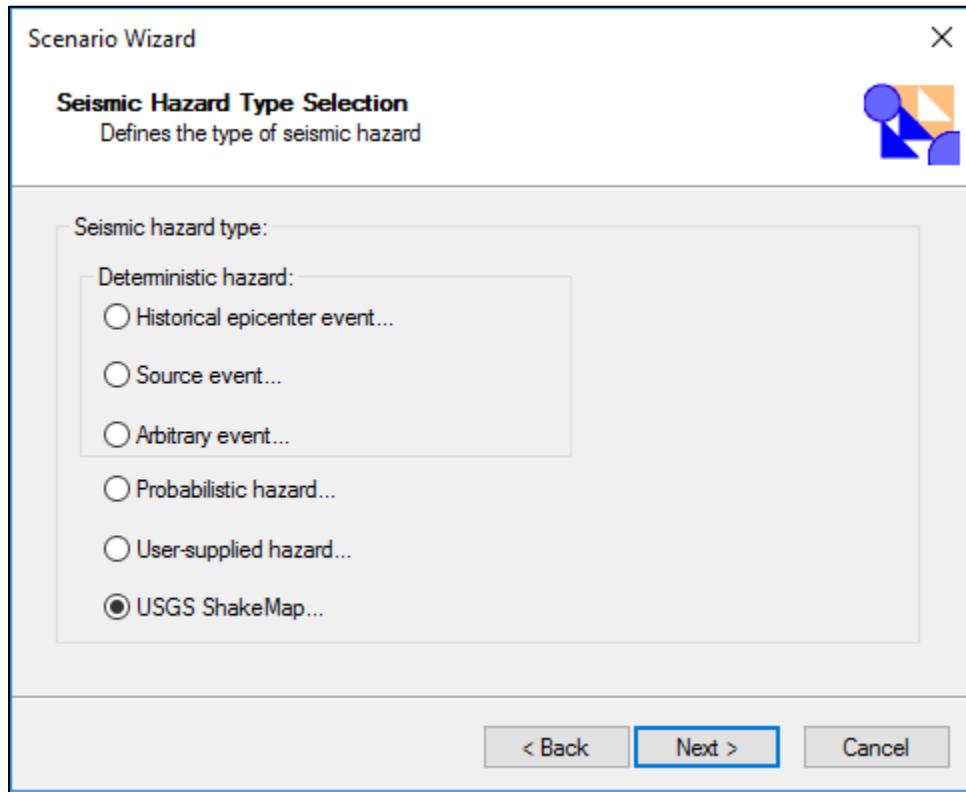 Scenario Wizard
Seismic Hazard Type Selection
Defines the type of seismic hazard
Seismic hazard type:
Deterministic hazard:
Historical epicenter event...
Source event...
Arbitrary event...
Probabilistic hazard...
User-supplied hazard...
USGS ShakeMap...
< Back Next > Cancel